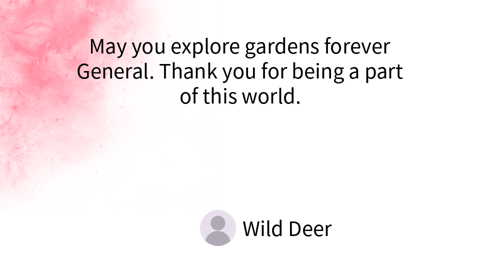 May you explore gardens forever
General. Thank you for being a part
of this world.
Wild Deer